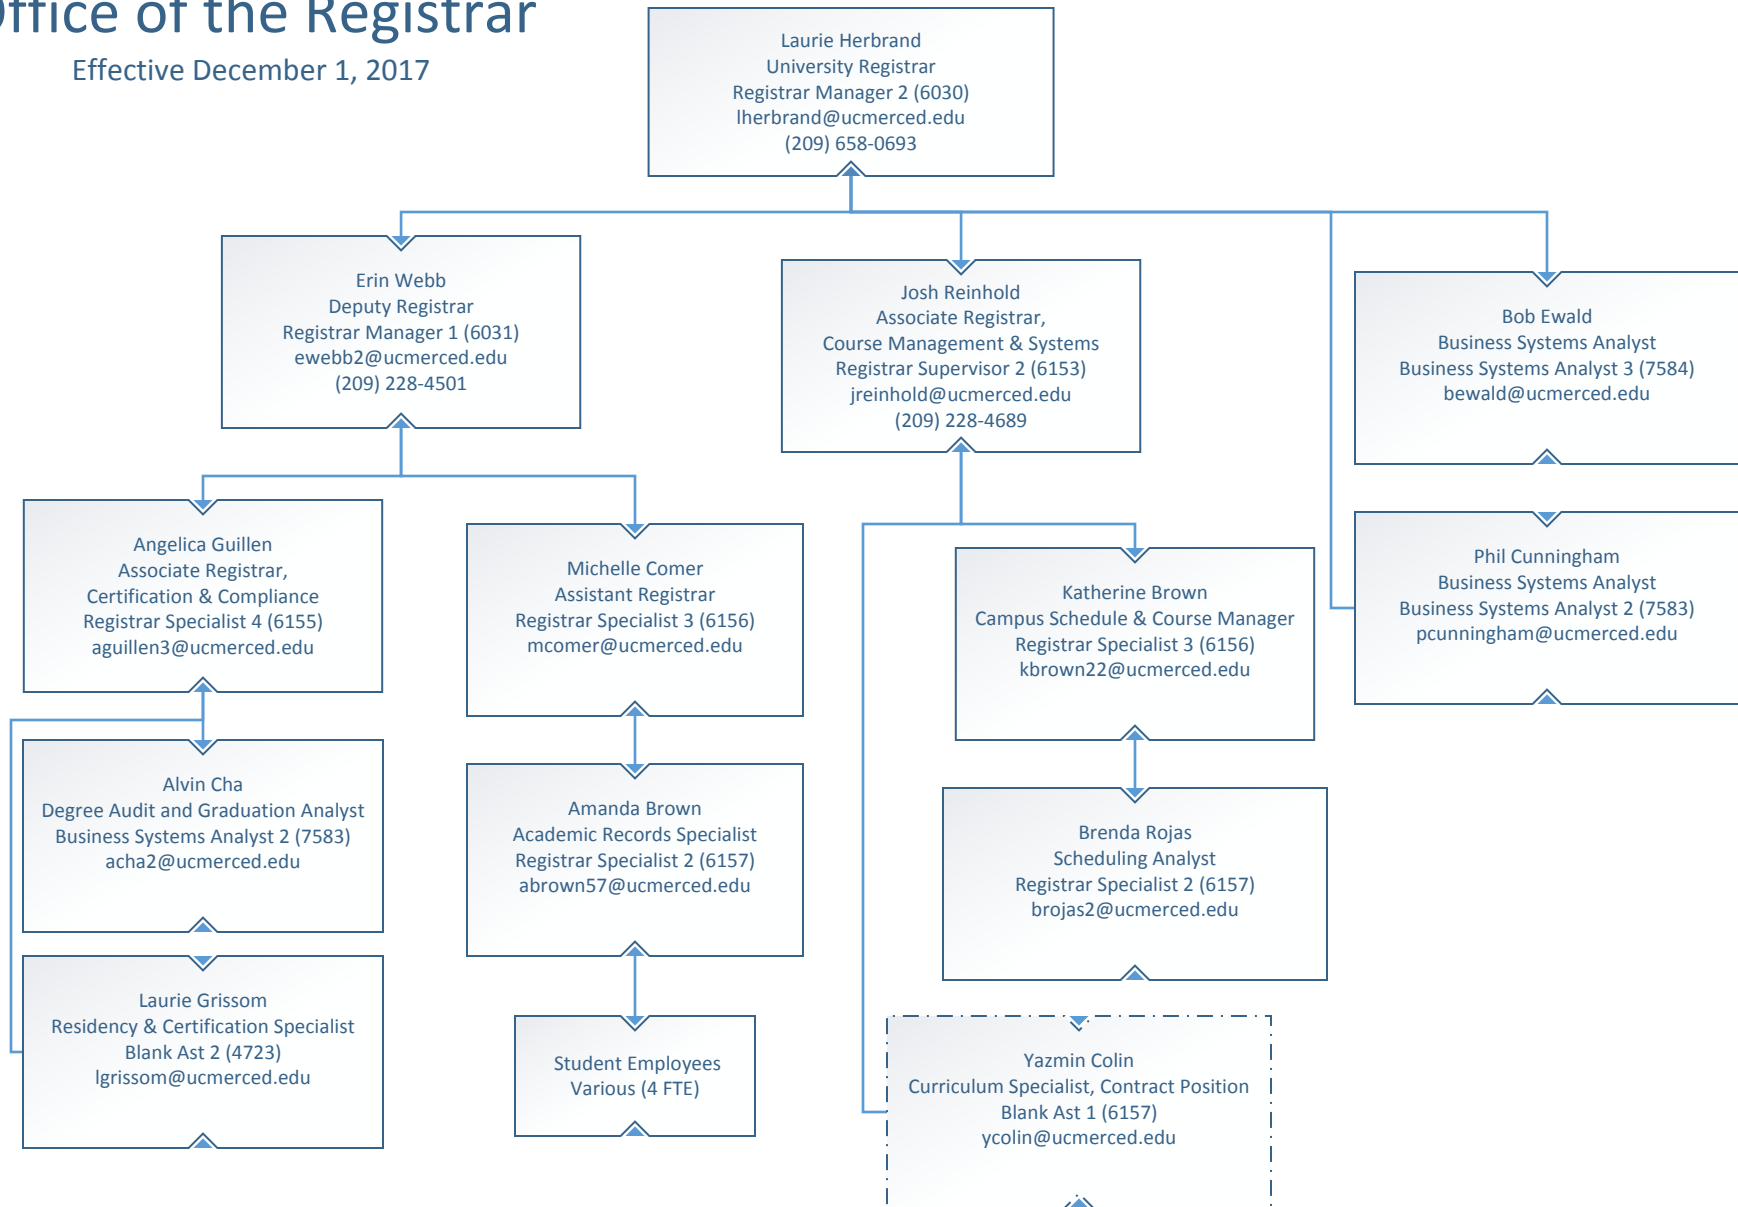 Office of the Registrar
Effective December 1, 2017
Laurie Herbrand
University Registrar
Registrar Manager 2 (6030)
lherbrand@ucmerced.edu
(209) 658-0693
Erin Webb
Deputy Registrar
Registrar Manager 1 (6031)
ewebb2@ucmerced.edu
(209) 228-4501
Josh Reinhold
Associate Registrar,
Course Management & Systems
Registrar Supervisor 2 (6153)
jreinhold@ucmerced.edu
(209) 228-4689
Bob Ewald
Business Systems Analyst
Business Systems Analyst 3 (7584)
bewald@ucmerced.edu
Angelica Guillen
Associate Registrar,
Certification & Compliance
Registrar Specialist 4 (6155)
aguillen3@ucmerced.edu
Michelle Comer
Assistant Registrar
Registrar Specialist 3 (6156)
mcomer@ucmerced.edu
Katherine Brown
Campus Schedule & Course Manager
Registrar Specialist 3 (6156)
kbrown22@ucmerced.edu
Phil Cunningham
Business Systems Analyst
Business Systems Analyst 2 (7583)
pcunningham@ucmerced.edu
Alvin Cha
Degree Audit and Graduation Analyst
Business Systems Analyst 2 (7583)
acha2@ucmerced.edu
Amanda Brown
Academic Records Specialist
Registrar Specialist 2 (6157)
abrown57@ucmerced.edu
Brenda Rojas
Scheduling Analyst
Registrar Specialist 2 (6157)
brojas2@ucmerced.edu
Laurie Grissom
Residency & Certification Specialist
Blank Ast 2 (4723)
lgrissom@ucmerced.edu
Student Employees
Various (4 FTE)
Yazmin Colin
Curriculum Specialist, Contract Position
Blank Ast 1 (6157)
ycolin@ucmerced.edu